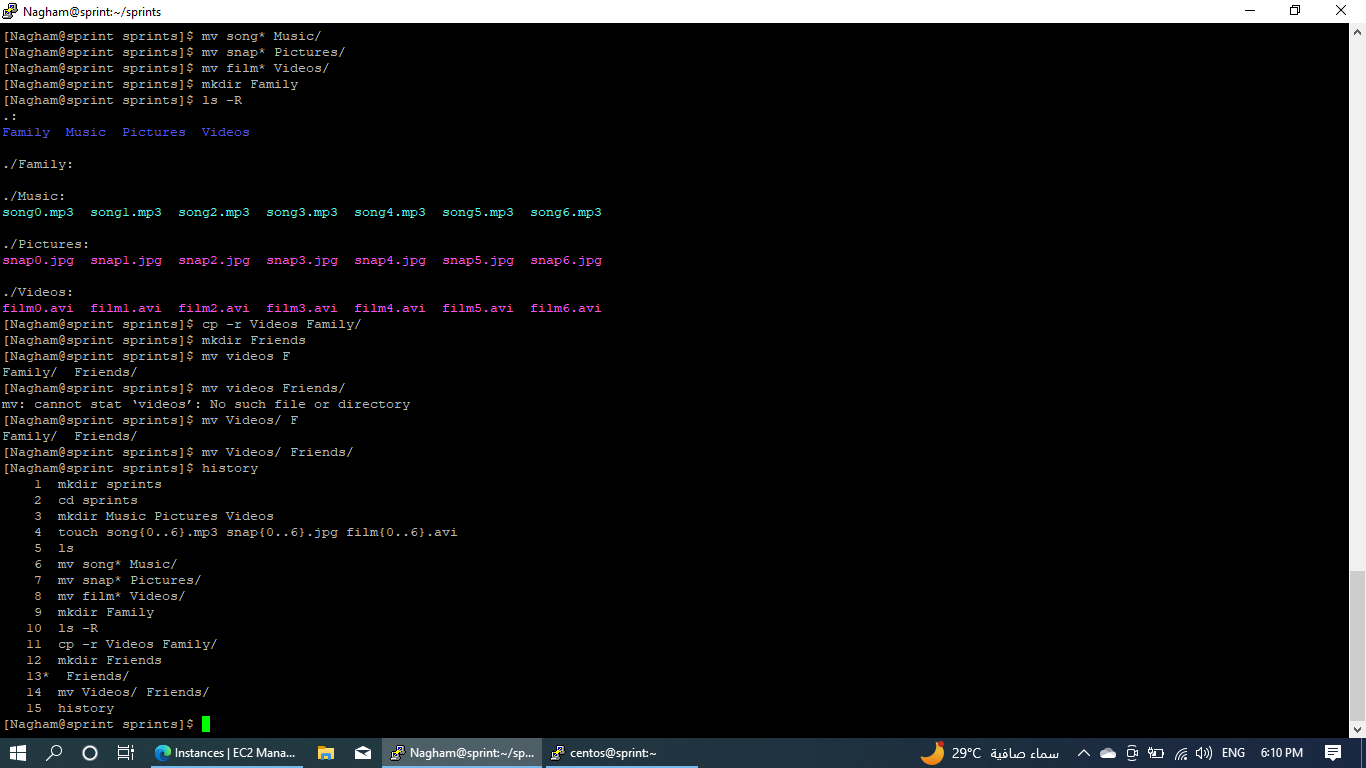 Nagham@sprint:~/sprints
[Nagham@sprint sprints]$ mv song* Music/
[Nagham@sprint sprints]$ mv snap* Pictures/
[Nagham@sprint sprints]$ mv film* Videos/
[Nagham@sprint sprints]$ mkdir Family
[Nagham@sprint sprints]$ ls -R
.:
Family  Music  Pictures  Videos
./Family:
./Music:
song0.mp3  song1.mp3  song2.mp3  song3.mp3  song4.mp3  song5.mp3  song6.mp3
./Pictures:
snap0.jpg  snap1.jpg  snap2.jpg  snap3.jpg  snap4.jpg  snap5.jpg  snap6.jpg
./Videos:
film0.avi  film1.avi  film2.avi  film3.avi  film4.avi  film5.avi  film6.avi
[Nagham@sprint sprints]$ cp -r Videos Family/
[Nagham@sprint sprints]$ mkdir Friends
[Nagham@sprint sprints]$ mv videos F
Family/  Friends/
[Nagham@sprint sprints]$ mv videos Friends/
mv: cannot stat ‘videos’: No such file or directory
[Nagham@sprint sprints]$ mv Videos/ F
Family/  Friends/
[Nagham@sprint sprints]$ mv Videos/ Friends/
[Nagham@sprint sprints]$ history
1  mkdir sprints
2  cd sprints
3  mkdir Music Pictures Videos
4  touch song{0..6}.mp3 snap{0..6}.jpg film{0..6}.avi
5  ls
6  mv song* Music/
7  mv snap* Pictures/
8  mv film* Videos/
9  mkdir Family
10  ls -R
11  cp -r Videos Family/
12  mkdir Friends
13*  Friends/
14  mv Videos/ Friends/
15  history
[Nagham@sprint sprints]$
Instances | EC2 Mana...  Nagham@sprint:~/sp...  centos@sprint:~  29°C سماء صافية  ENG  6:10 PM